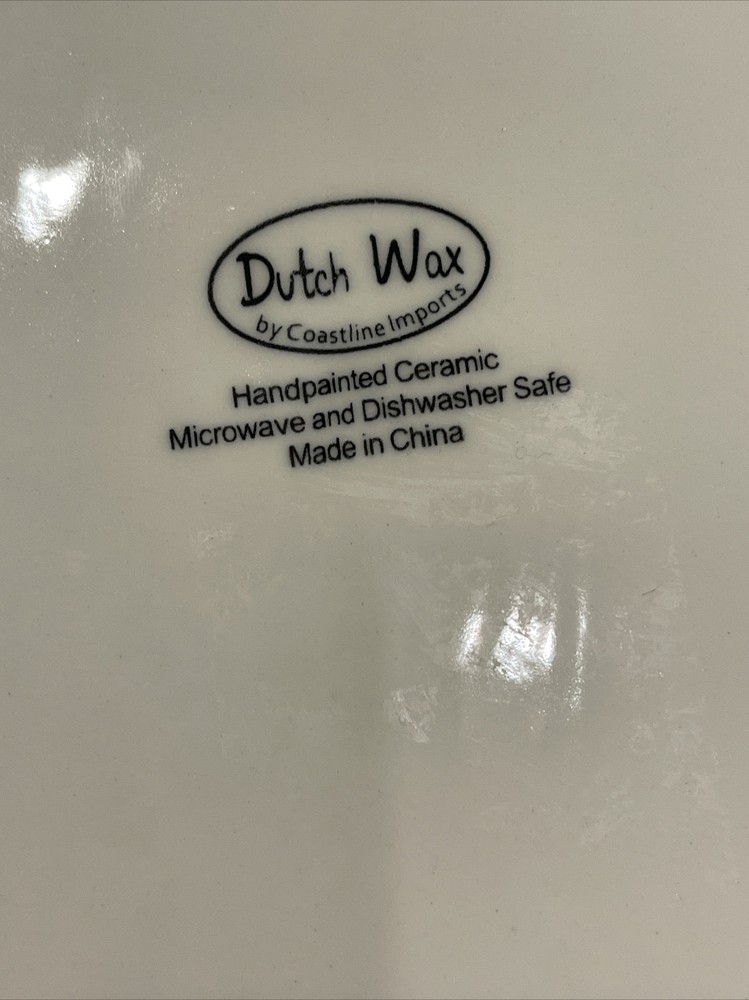 Dutch Wax
by Coastline Imports
Handpainted Ceramic
Microwave and Dishwasher Safe
Made in China